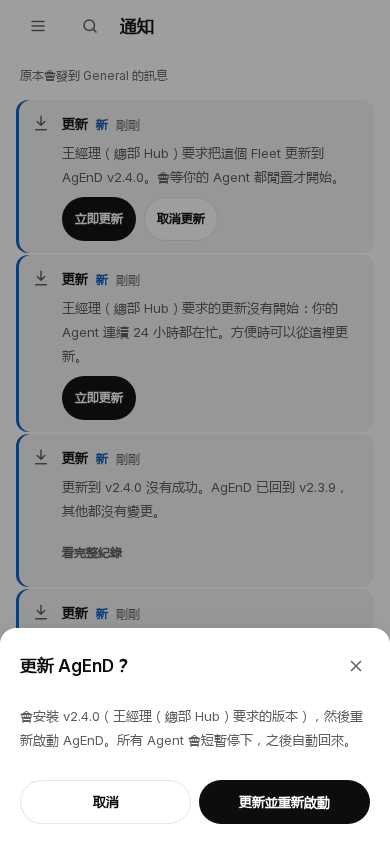 通知
原本會發到 General 的訊息
更新 新 剛剛
王經理（總部 Hub）要求把這個 Fleet 更新到
AgEnD v2.4.0。會等你的 Agent 都閒置才開始。
立即更新 取消更新
更新 新 剛剛
王經理（總部 Hub）要求的更新沒有開始：你的
Agent 連續 24 小時都在忙。方便時可以從這裡更
新。
立即更新
更新 新 剛剛
更新到 v2.4.0 沒有成功。AgEnD 已回到 v2.3.9，
其他都沒有變更。
看完整紀錄
更新 新 剛剛
更新 AgEnD？
會安裝 v2.4.0（王經理（總部 Hub）要求的版本），然後重
新啟動 AgEnD。所有 Agent 會短暫停下，之後自動回來。
取消 更新並重新啟動